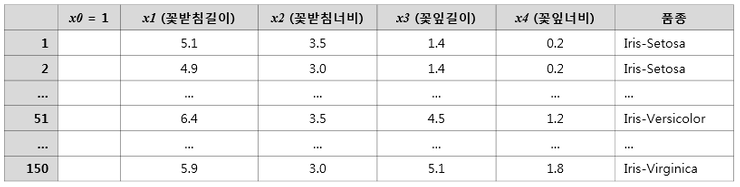 x0 = 1 x1 (꽃받침길이) x2 (꽃받침너비) x3 (꽃잎길이) x4 (꽃잎너비) 품종
1 5.1 3.5 1.4 0.2 Iris-Setosa
2 4.9 3.0 1.4 0.2 Iris-Setosa
... ... ... ... ... ...
51 6.4 3.5 4.5 1.2 Iris-Versicolor
... ... ... ... ... ...
150 5.9 3.0 5.1 1.8 Iris-Virginica